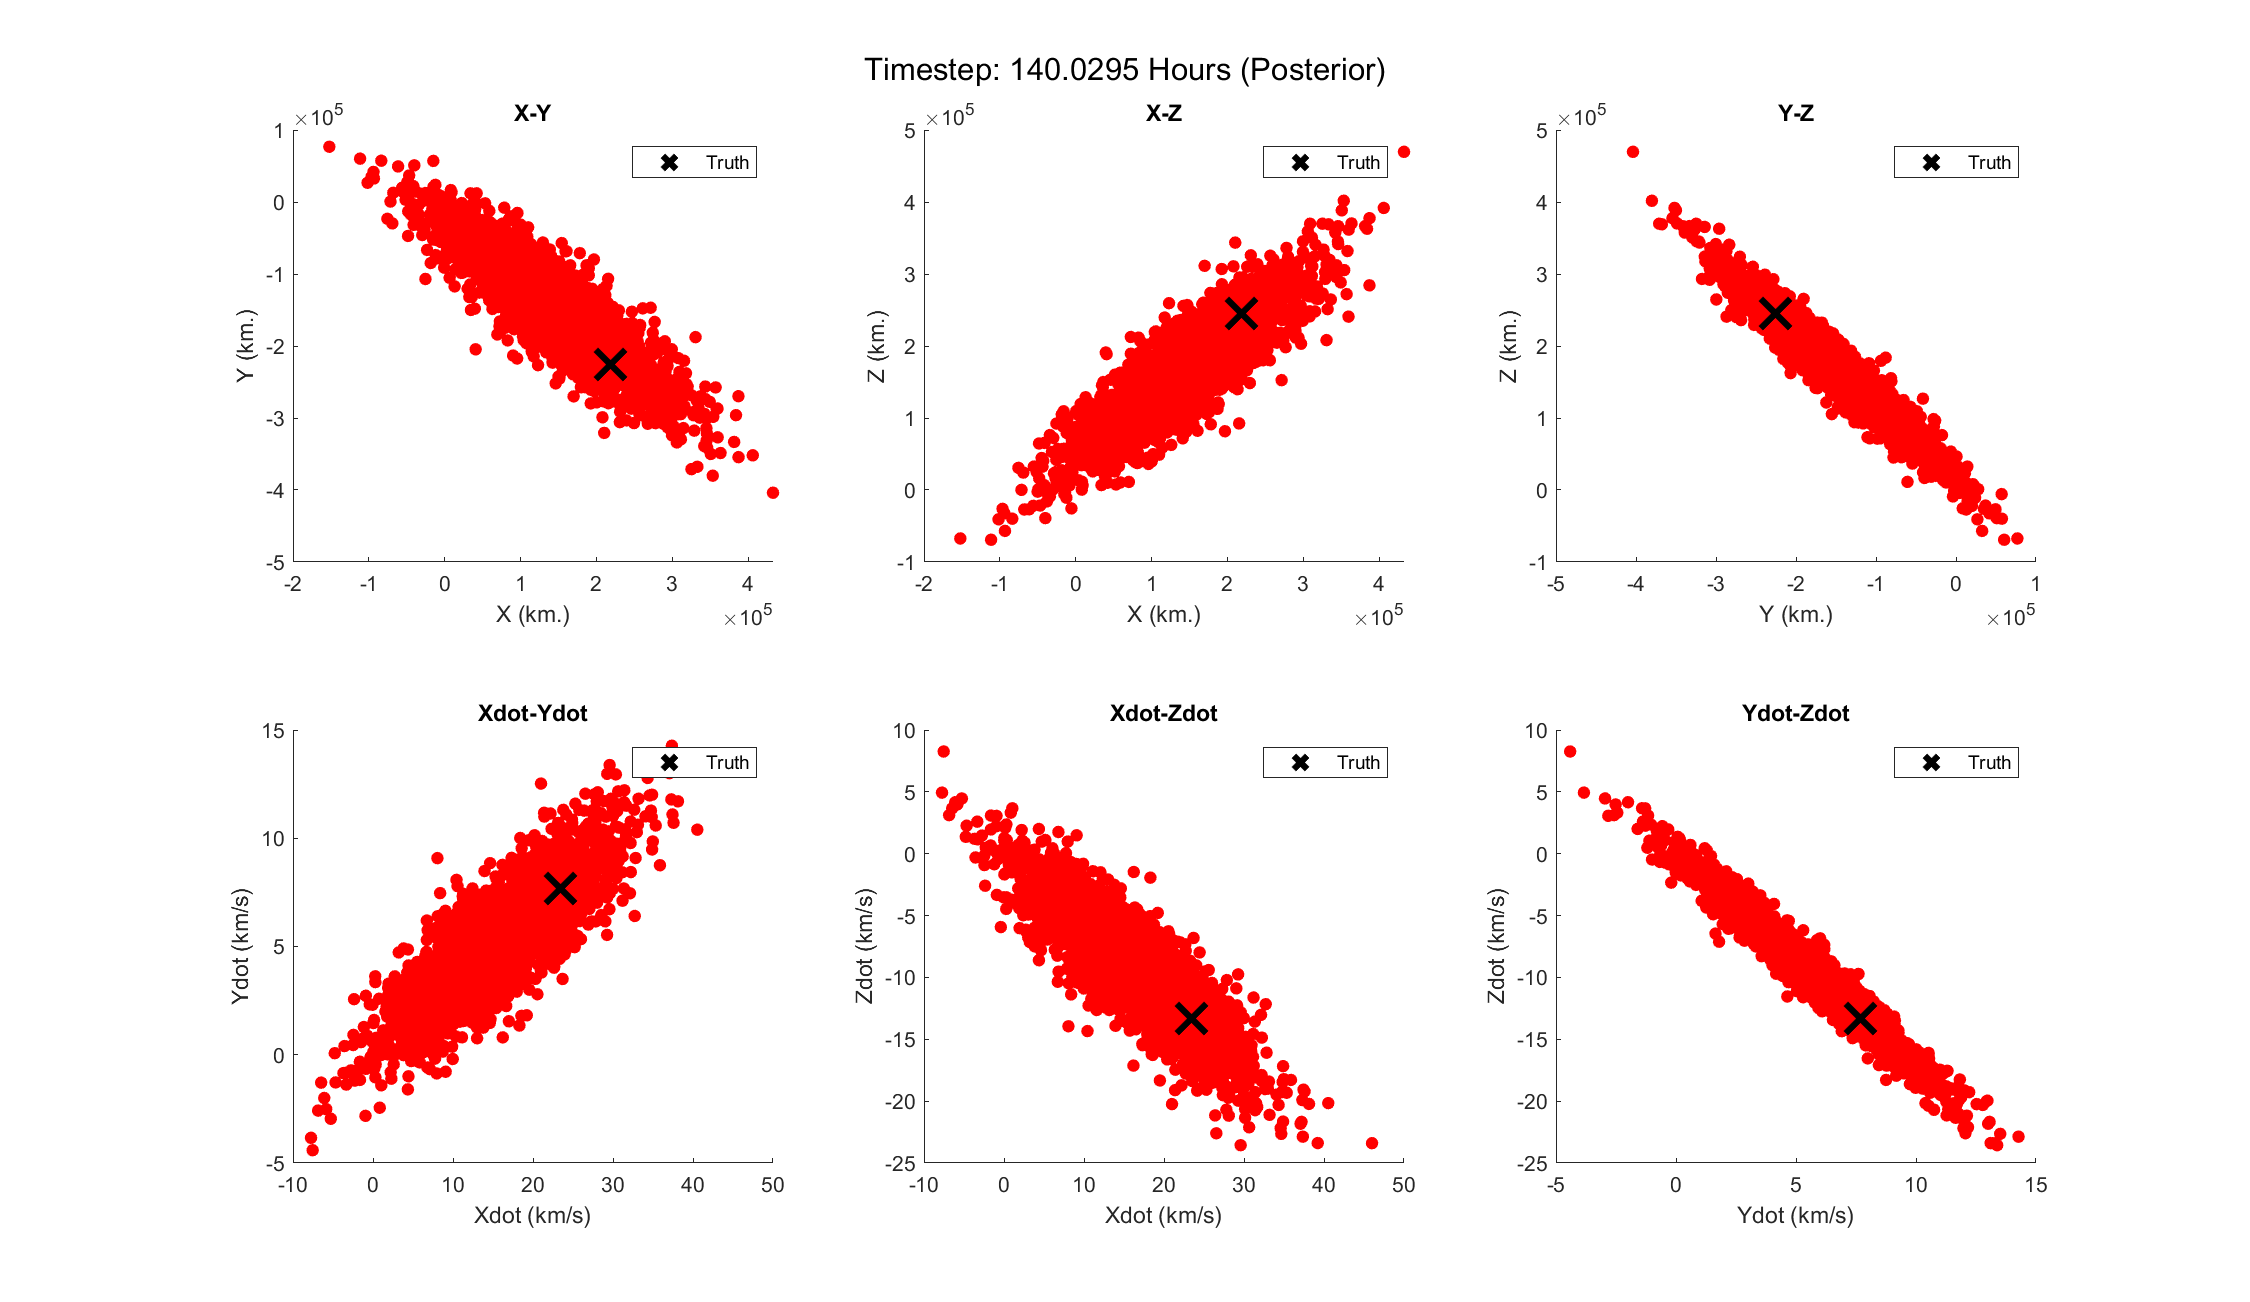 Timestep: 140.0295 Hours (Posterior)
X-Y
×10^5
1
0
-1
-2
-3
-4
-5
Y (km.)
-2 -1 0 1 2 3 4
×10^5
X (km.)
Truth
X-Z
×10^5
5
4
3
2
1
0
-1
Z (km.)
-2 -1 0 1 2 3 4
×10^5
X (km.)
Truth
Y-Z
×10^5
5
4
3
2
1
0
-1
Z (km.)
-5 -4 -3 -2 -1 0 1
×10^5
Y (km.)
Truth
Xdot-Ydot
15
10
5
0
-5
Ydot (km/s)
-10 0 10 20 30 40 50
Xdot (km/s)
Truth
Xdot-Zdot
10
5
0
-5
-10
-15
-20
-25
Zdot (km/s)
-10 0 10 20 30 40 50
Xdot (km/s)
Truth
Ydot-Zdot
10
5
0
-5
-10
-15
-20
-25
Zdot (km/s)
-5 0 5 10 15
Ydot (km/s)
Truth